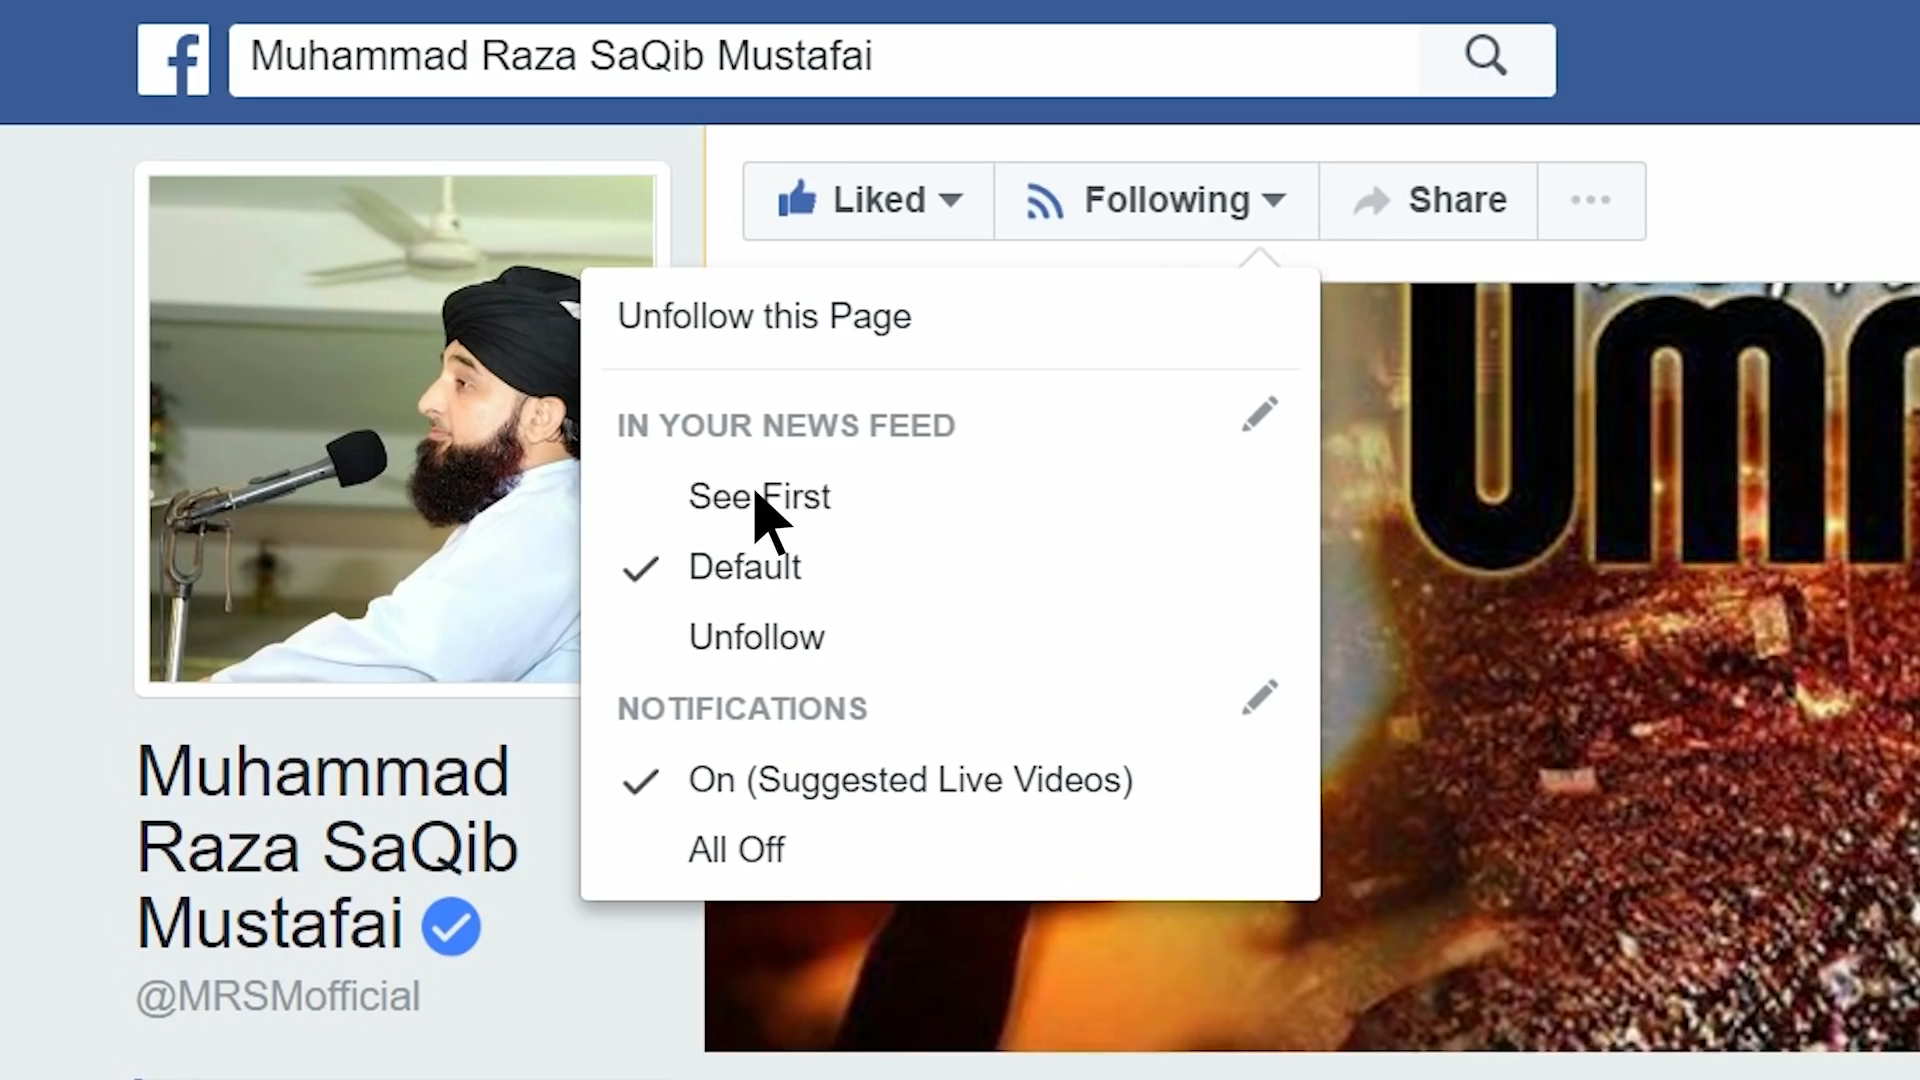 Muhammad Raza SaQib Mustafai
Liked
Following
Share
Unfollow this Page
IN YOUR NEWS FEED
See First
Default
Unfollow
NOTIFICATIONS
On (Suggested Live Videos)
All Off
Muhammad
Raza SaQib
Mustafai
@MRSMofficial